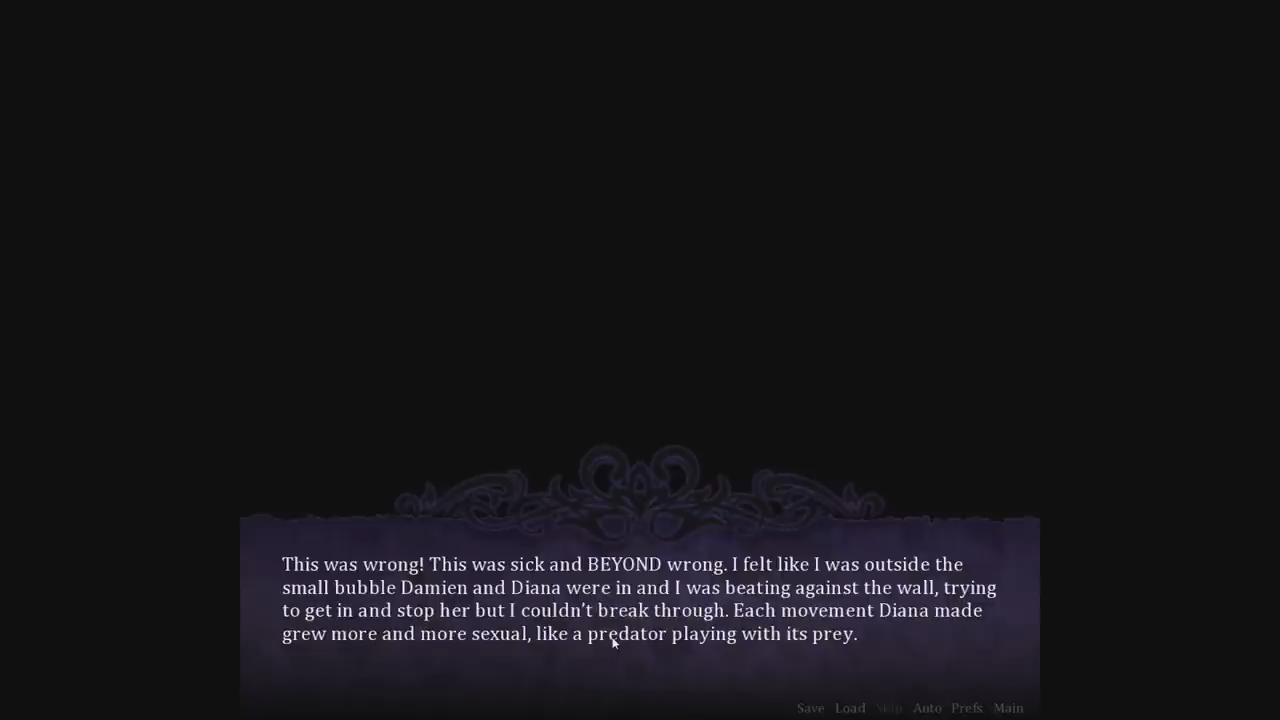 This was wrong! This was sick and BEYOND wrong. I felt like I was outside the
small bubble Damien and Diana were in and I was beating against the wall, trying
to get in and stop her but I couldn't break through. Each movement Diana made
grew more and more sexual, like a predator playing with its prey.
Save Load Skip Auto Prefs Main